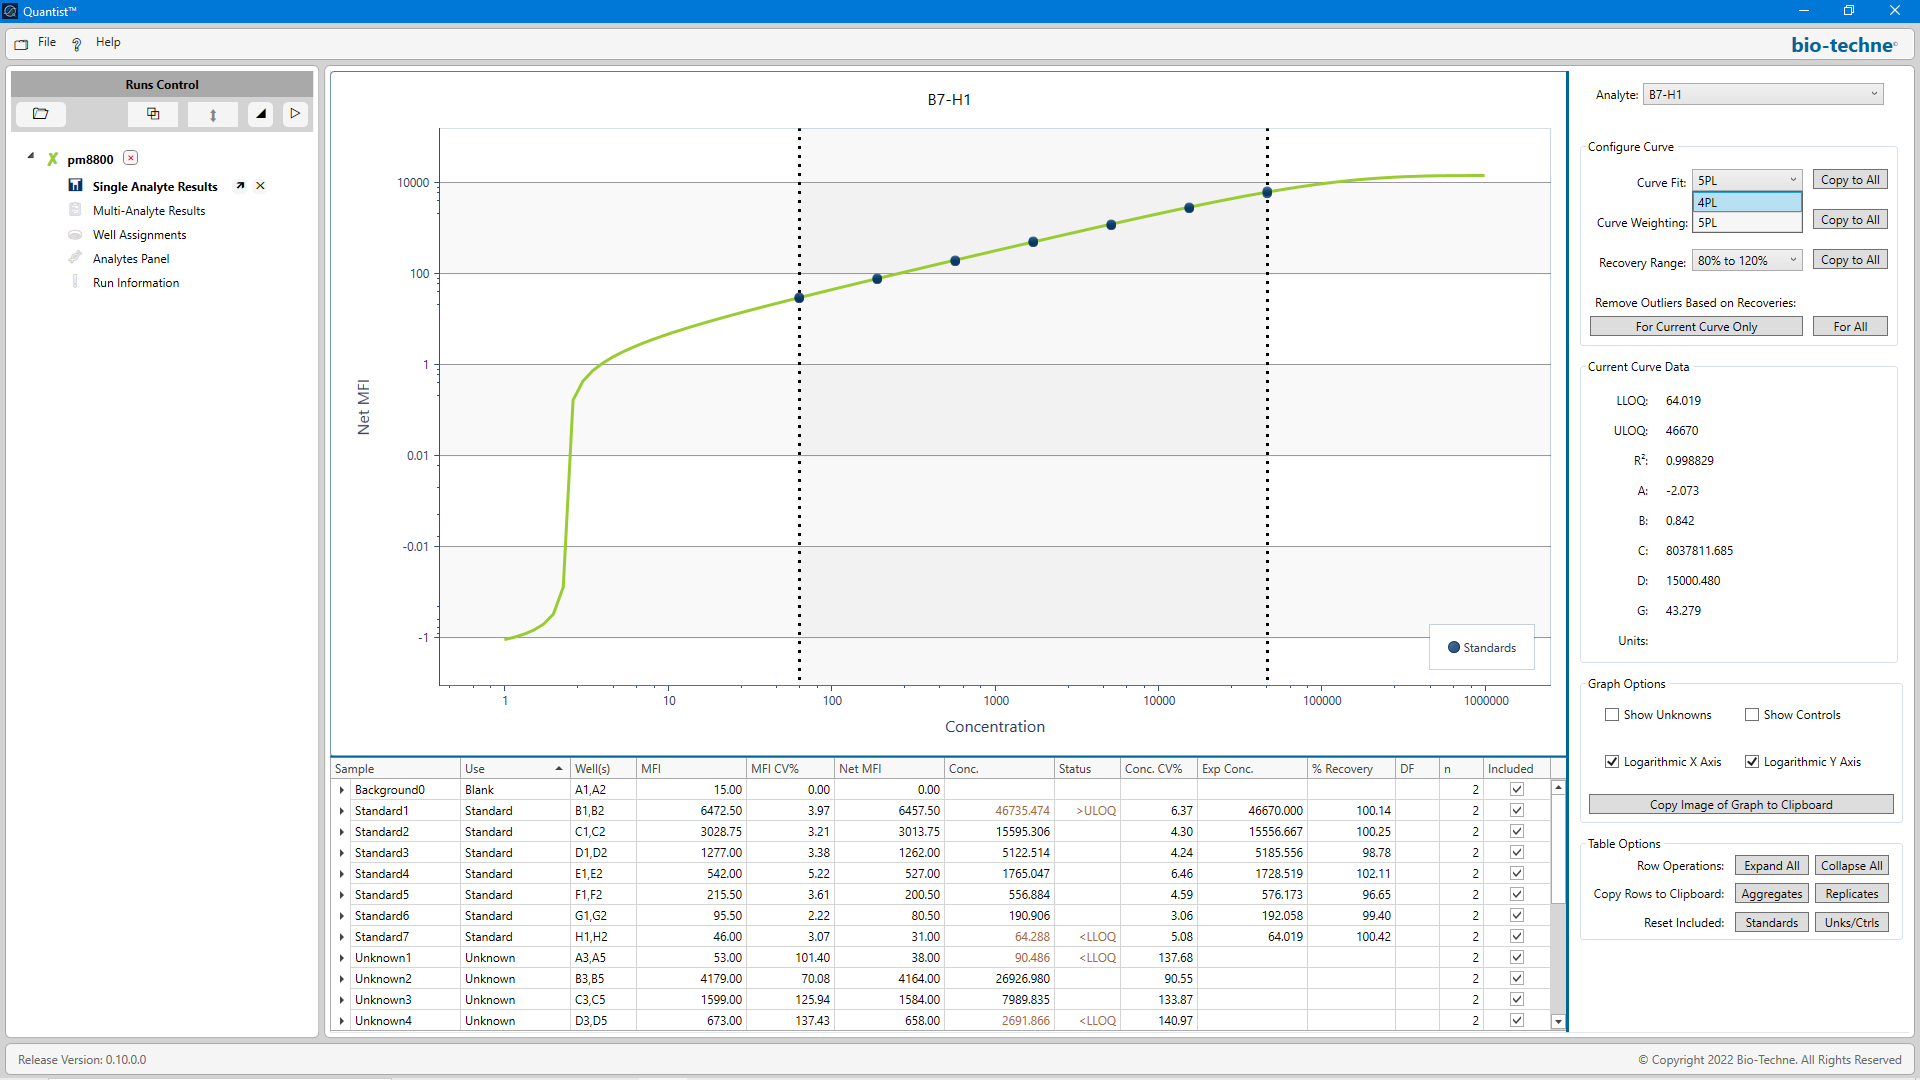 Quantist™
File ? Help
bio-techne®
Runs Control
pm8800
Single Analyte Results
Multi-Analyte Results
Well Assignments
Analytes Panel
Run Information
B7-H1
Net MFI
10000
100
1
0.01
-0.01
-1
1 10 100 1000 10000 100000 1000000
Concentration
Standards
Analyte: B7-H1
Configure Curve
Curve Fit: 5PL Copy to All
4PL
5PL
Curve Weighting: Copy to All
Recovery Range: 80% to 120% Copy to All
Remove Outliers Based on Recoveries:
For Current Curve Only For All
Current Curve Data
LLOQ: 64.019
ULOQ: 46670
R²: 0.998829
A: -2.073
B: 0.842
C: 8037811.685
D: 15000.480
G: 43.279
Units:
Graph Options
Show Unknowns Show Controls
Logarithmic X Axis Logarithmic Y Axis
Copy Image of Graph to Clipboard
Table Options
Row Operations: Expand All Collapse All
Copy Rows to Clipboard: Aggregates Replicates
Reset Included: Standards Unks/Ctrls
Sample Use Well(s) MFI MFI CV% Net MFI Conc. Status Conc. CV% Exp Conc. % Recovery DF n Included
Background0 Blank A1,A2 15.00 0.00 0.00 2
Standard1 Standard B1,B2 6472.50 3.97 6457.50 46735.474 >ULOQ 6.37 46670.000 100.14 2
Standard2 Standard C1,C2 3028.75 3.21 3013.75 15595.306 4.30 15556.667 100.25 2
Standard3 Standard D1,D2 1277.00 3.38 1262.00 5122.514 4.24 5185.556 98.78 2
Standard4 Standard E1,E2 542.00 5.22 527.00 1765.047 6.46 1728.519 102.11 2
Standard5 Standard F1,F2 215.50 3.61 200.50 556.884 4.59 576.173 96.65 2
Standard6 Standard G1,G2 95.50 2.22 80.50 190.906 3.06 192.058 99.40 2
Standard7 Standard H1,H2 46.00 3.07 31.00 64.288 <LLOQ 5.08 64.019 100.42 2
Unknown1 Unknown A3,A5 53.00 101.40 38.00 90.486 <LLOQ 137.68 2
Unknown2 Unknown B3,B5 4179.00 70.08 4164.00 26926.980 90.55 2
Unknown3 Unknown C3,C5 1599.00 125.94 1584.00 7989.835 133.87 2
Unknown4 Unknown D3,D5 673.00 137.43 658.00 2691.866 <LLOQ 140.97 2
Release Version: 0.10.0.0
© Copyright 2022 Bio-Techne. All Rights Reserved